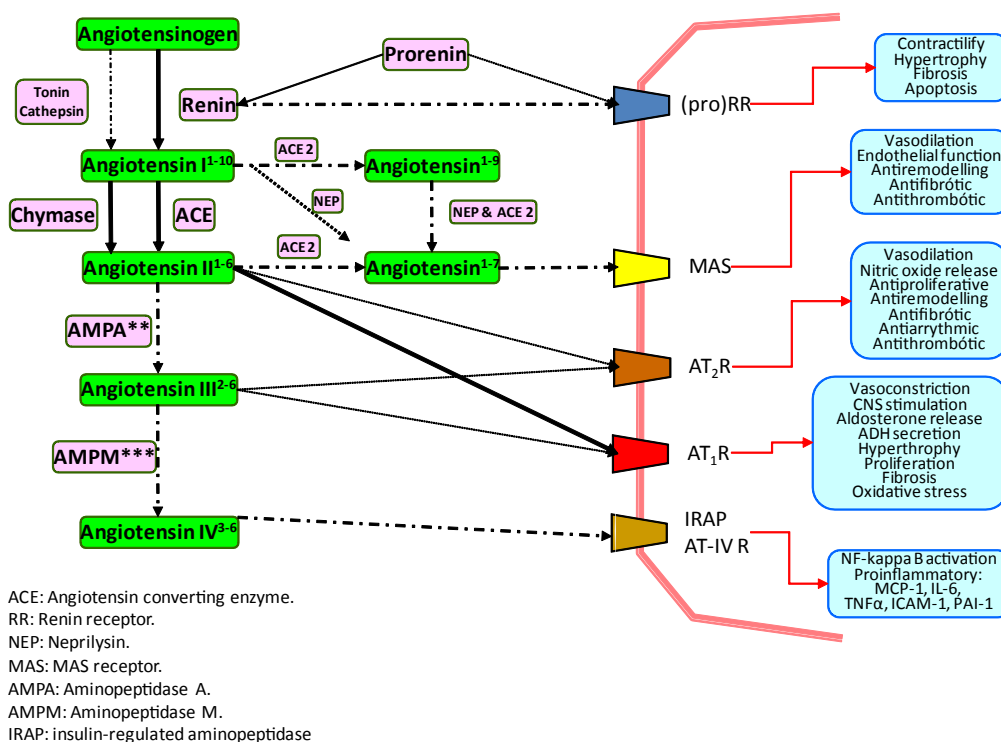 Angiotensinogen
Prorenin
Tonin
Cathepsin
Renin
(pro)RR
Contractilify
Hypertrophy
Fibrosis
Apoptosis
Angiotensin I1-10
ACE 2
Angiotensin1-9
Vasodilation
Endothelial function
Antiremodelling
Antifibrótic
Antithrombótic
Chymase
ACE
NEP
NEP & ACE 2
Angiotensin II1-6
ACE 2
Angiotensin1-7
MAS
Vasodilation
Nitric oxide release
Antiproliferative
Antiremodelling
Antifibrótic
Antiarrythmic
Antithrombótic
AMPA**
AT2R
Angiotensin III2-6
Vasoconstriction
CNS stimulation
Aldosterone release
ADH secretion
Hyperthrophy
Proliferation
Fibrosis
Oxidative stress
AMPM***
AT1R
Angiotensin IV3-6
IRAP
AT-IV R
NF-kappa B activation
Proinflammatory:
MCP-1, IL-6,
TNFα, ICAM-1, PAI-1
ACE: Angiotensin converting enzyme.
RR: Renin receptor.
NEP: Neprilysin.
MAS: MAS receptor.
AMPA: Aminopeptidase A.
AMPM: Aminopeptidase M.
IRAP: insulin-regulated aminopeptidase